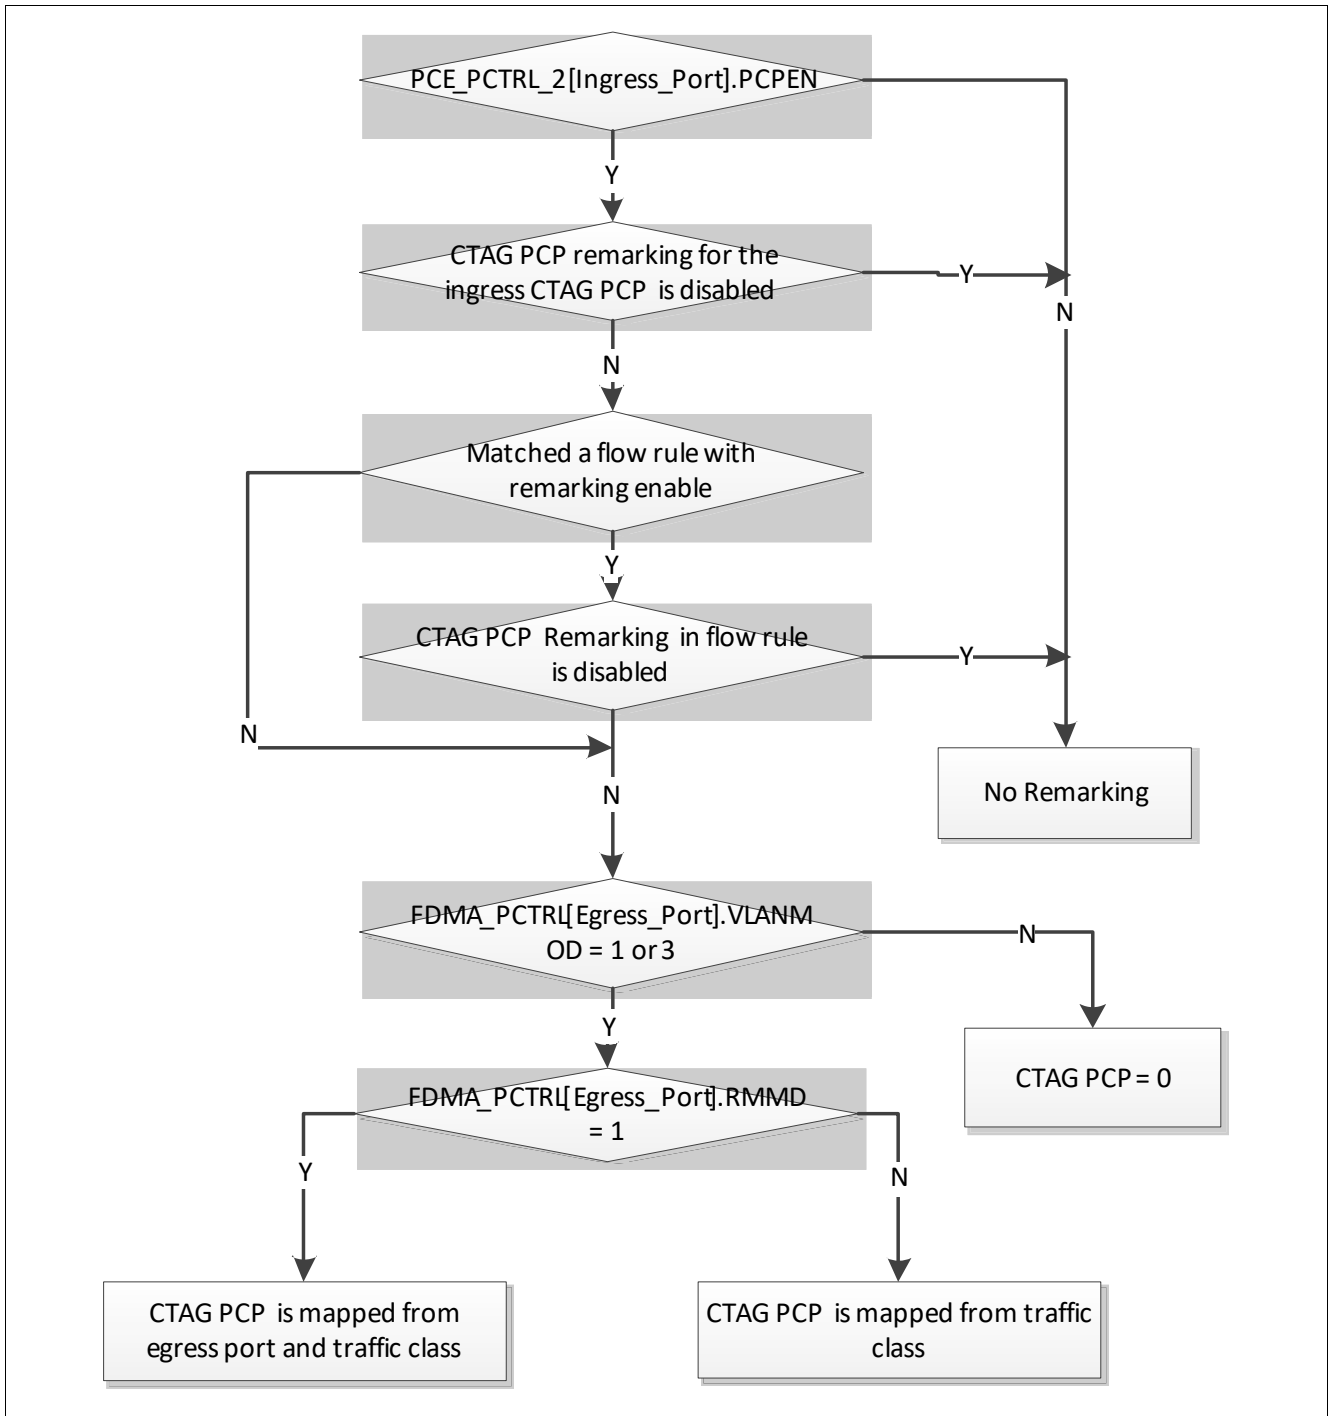 PCE_PCTRL_2[Ingress_Port].PCPEN
Y
CTAG PCP remarking for the
ingress CTAG PCP is disabled
Y
N
N
Matched a flow rule with
remarking enable
Y
CTAG PCP Remarking in flow rule
is disabled
Y
N
No Remarking
N
FDMA_PCTRL[Egress_Port].VLANM
OD = 1 or 3
N
Y
CTAG PCP = 0
FDMA_PCTRL[Egress_Port].RMMD
= 1
Y
N
CTAG PCP is mapped from
egress port and traffic class
CTAG PCP is mapped from traffic
class